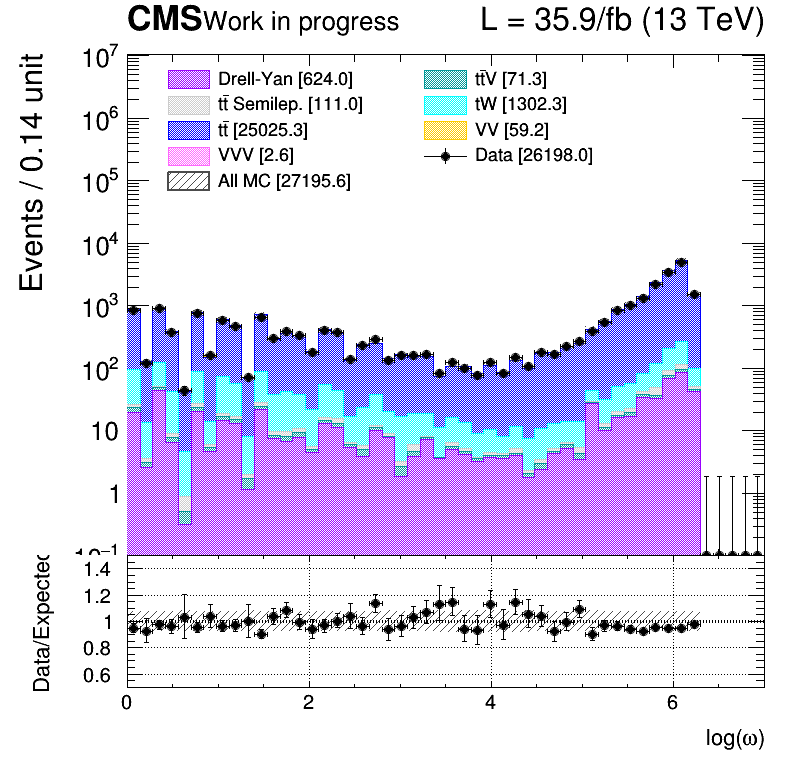 CMS Work in progress L = 35.9/fb (13 TeV)
Events / 0.14 unit
10⁷
10⁶
10⁵
10⁴
10³
10²
10
1
10⁻¹
Drell-Yan [624.0]
tt̄ Semilep. [111.0]
tt̄ [25025.3]
VVV [2.6]
All MC [27195.6]
tt̄V [71.3]
tW [1302.3]
VV [59.2]
Data [26198.0]
Data/Expected
1.4
1.2
1
0.8
0.6
0 2 4 6
log(ω)